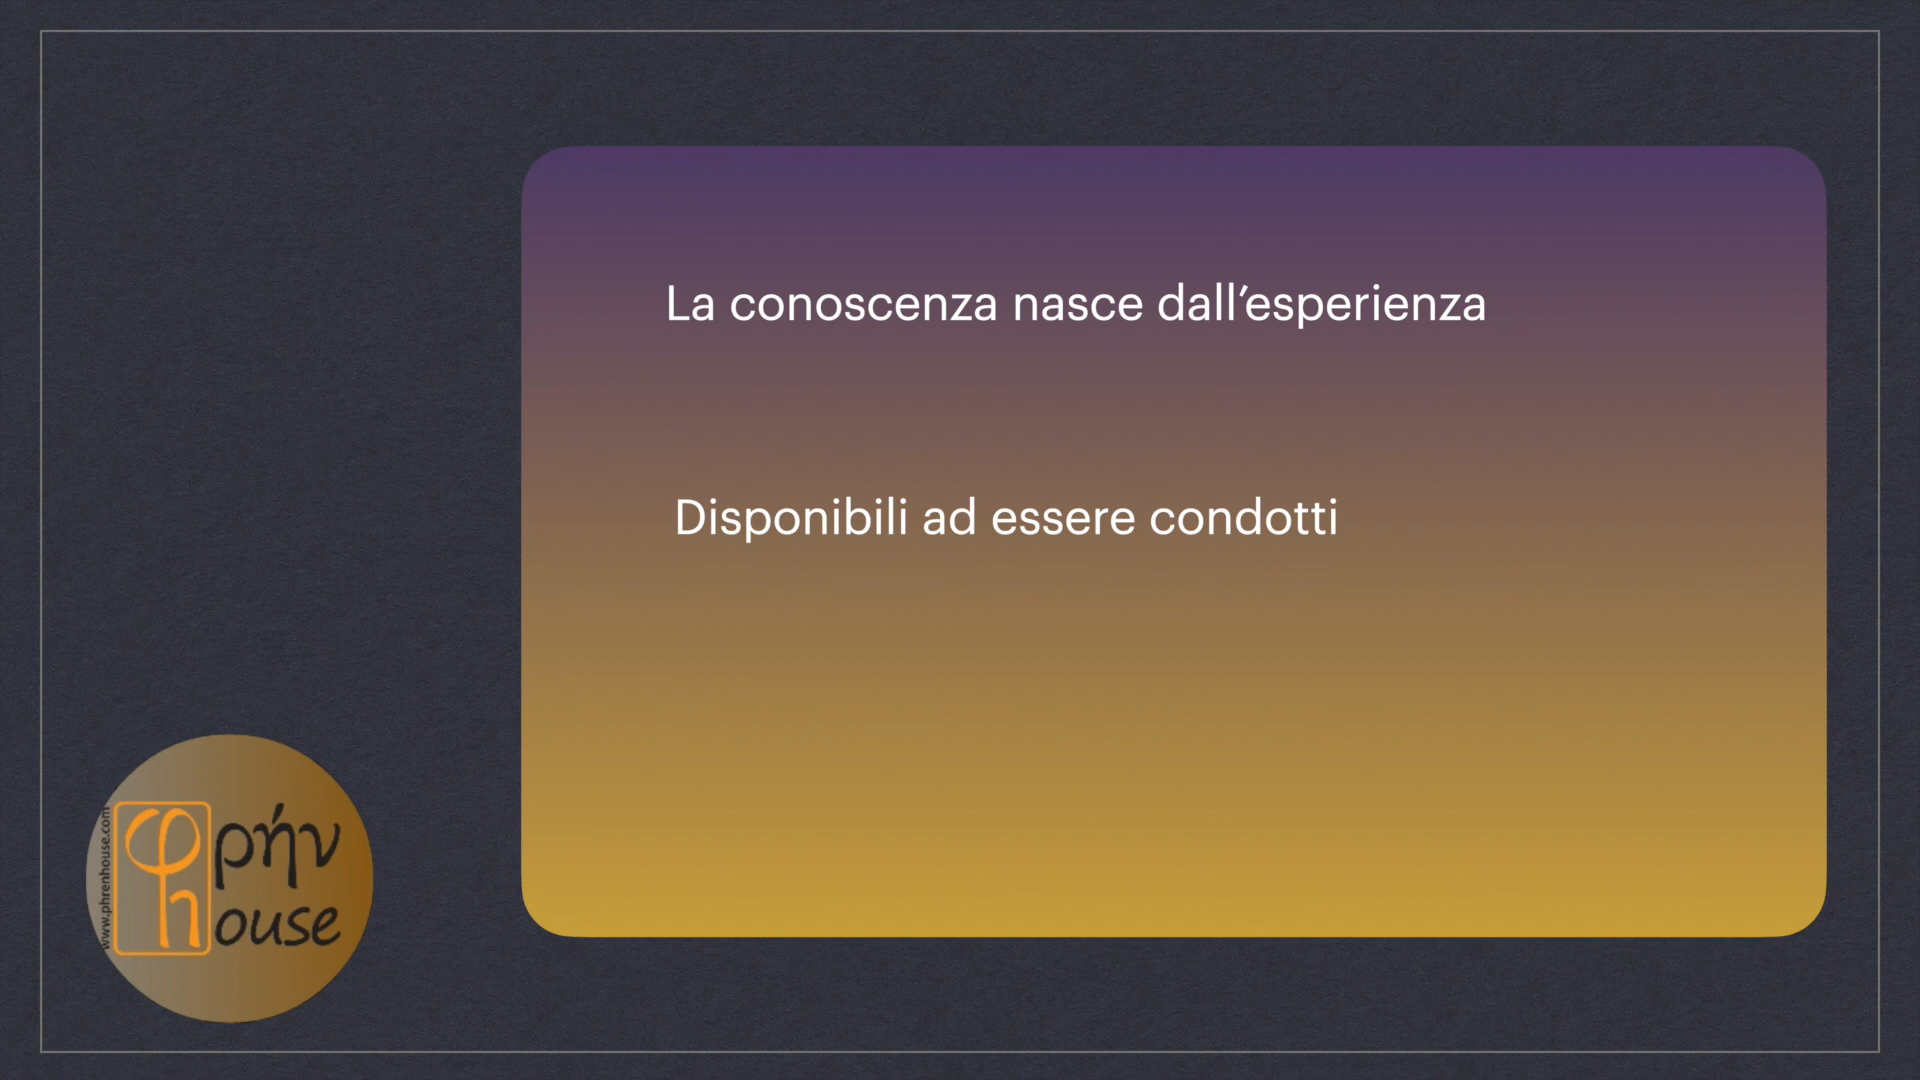 La conoscenza nasce dall’esperienza
Disponibili ad essere condotti
www.phrenhouse.com
φρήν
house